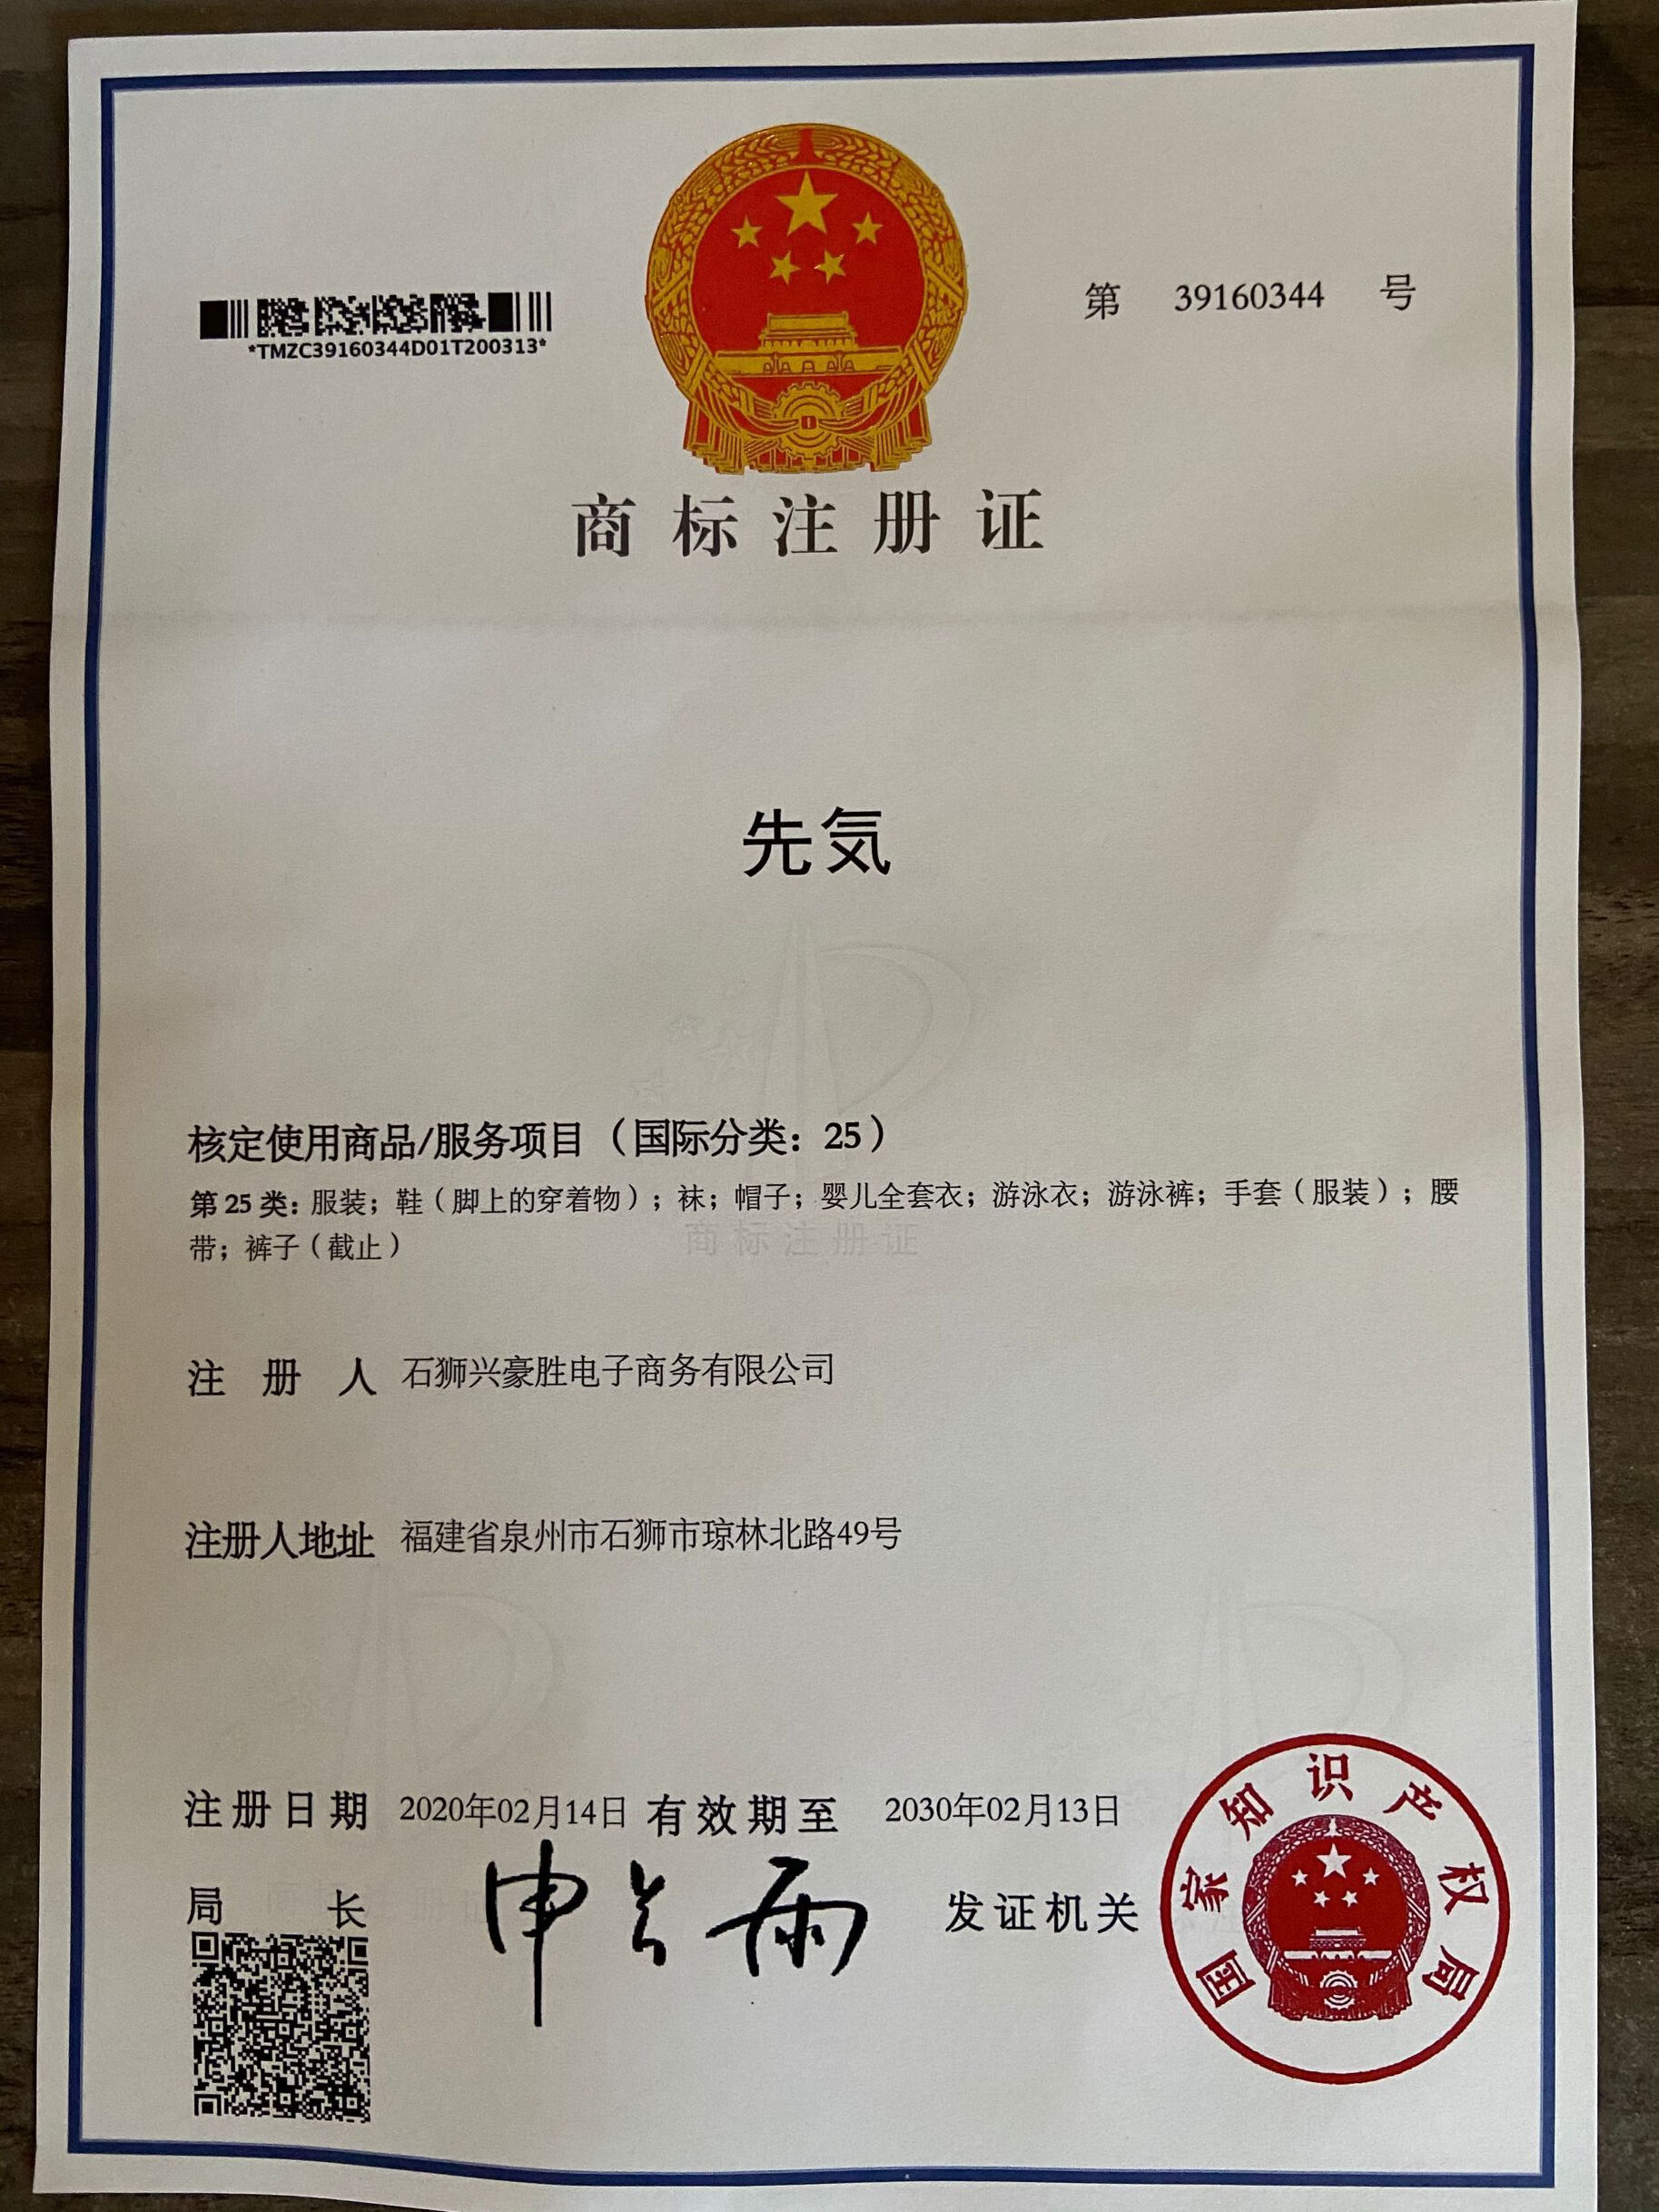 第 39160344 号
*TMZC39160344D01T200313*
商标注册证
先気
核定使用商品/服务项目（国际分类：25）
第25类：服装；鞋（脚上的穿着物）；袜；帽子；婴儿全套衣；游泳衣；游泳裤；手套（服装）；腰
带；裤子（截止）
商标注册证
注册人 石狮兴豪胜电子商务有限公司
注册人地址 福建省泉州市石狮市琼林北路49号
注册日期 2020年02月14日 有效期至 2030年02月13日
局长 申长雨 发证机关
国家知识产权局